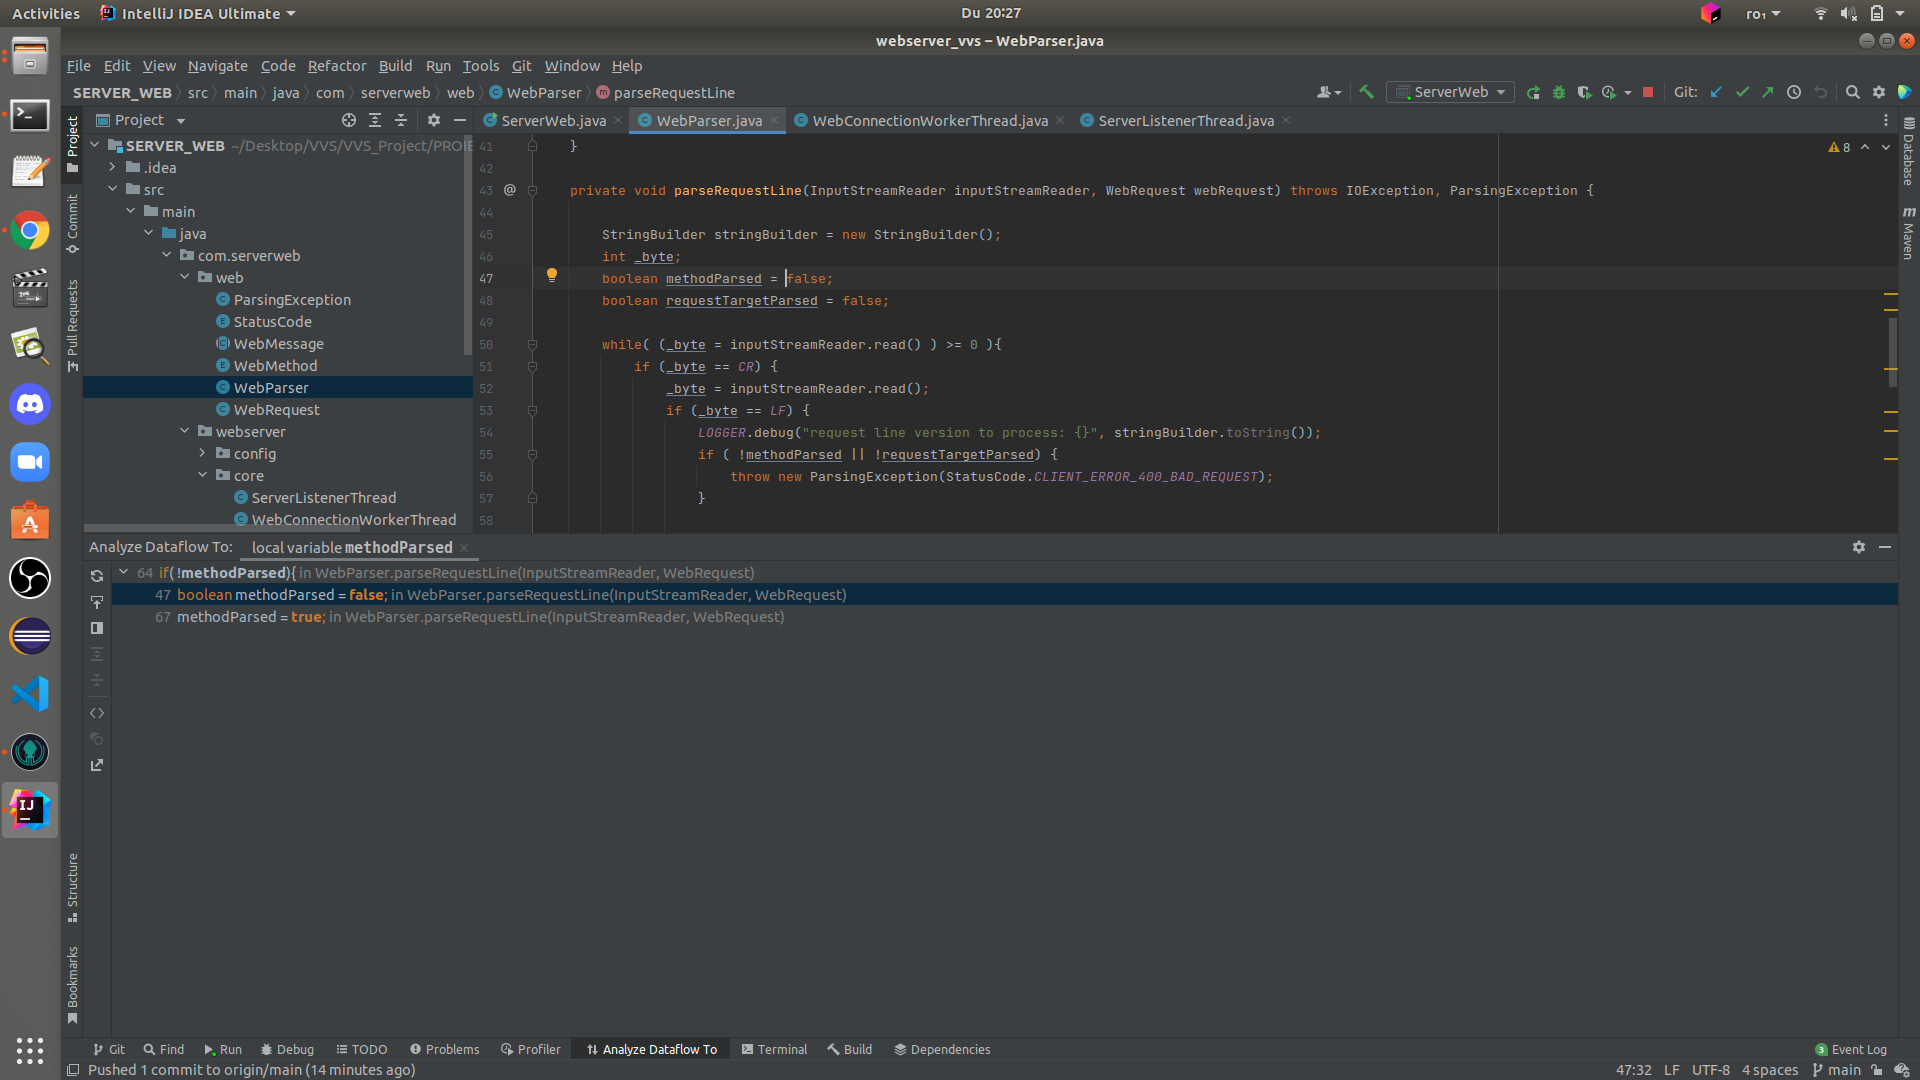 Activities IntelliJ IDEA Ultimate Du 20:27 ro₁
webserver_vvs – WebParser.java
File Edit View Navigate Code Refactor Build Run Tools Git Window Help
SERVER_WEB src main java com serverweb web WebParser parseRequestLine ServerWeb Git:
Project
ServerWeb.java WebParser.java WebConnectionWorkerThread.java ServerListenerThread.java
Project
Commit
Pull Requests
Structure
Bookmarks
SERVER_WEB ~/Desktop/VVS/VVS_Project/PROIE
.idea
src
main
java
com.serverweb
web
ParsingException
StatusCode
WebMessage
WebMethod
WebParser
WebRequest
webserver
config
core
ServerListenerThread
WebConnectionWorkerThread
8
41 }
42
43 @ private void parseRequestLine(InputStreamReader inputStreamReader, WebRequest webRequest) throws IOException, ParsingException {
44
45 StringBuilder stringBuilder = new StringBuilder();
46 int _byte;
47 boolean methodParsed = false;
48 boolean requestTargetParsed = false;
49
50 while( (_byte = inputStreamReader.read() ) >= 0 ){
51 if (_byte == CR) {
52 _byte = inputStreamReader.read();
53 if (_byte == LF) {
54 LOGGER.debug("request line version to process: {}", stringBuilder.toString());
55 if ( !methodParsed || !requestTargetParsed) {
56 throw new ParsingException(StatusCode.CLIENT_ERROR_400_BAD_REQUEST);
57 }
58
Database
m Maven
Analyze Dataflow To: local variable methodParsed
64 if( !methodParsed){ in WebParser.parseRequestLine(InputStreamReader, WebRequest)
47 boolean methodParsed = false; in WebParser.parseRequestLine(InputStreamReader, WebRequest)
67 methodParsed = true; in WebParser.parseRequestLine(InputStreamReader, WebRequest)
Git Find Run Debug TODO Problems Profiler Analyze Dataflow To Terminal Build Dependencies 3 Event Log
Pushed 1 commit to origin/main (14 minutes ago) 47:32 LF UTF-8 4 spaces main